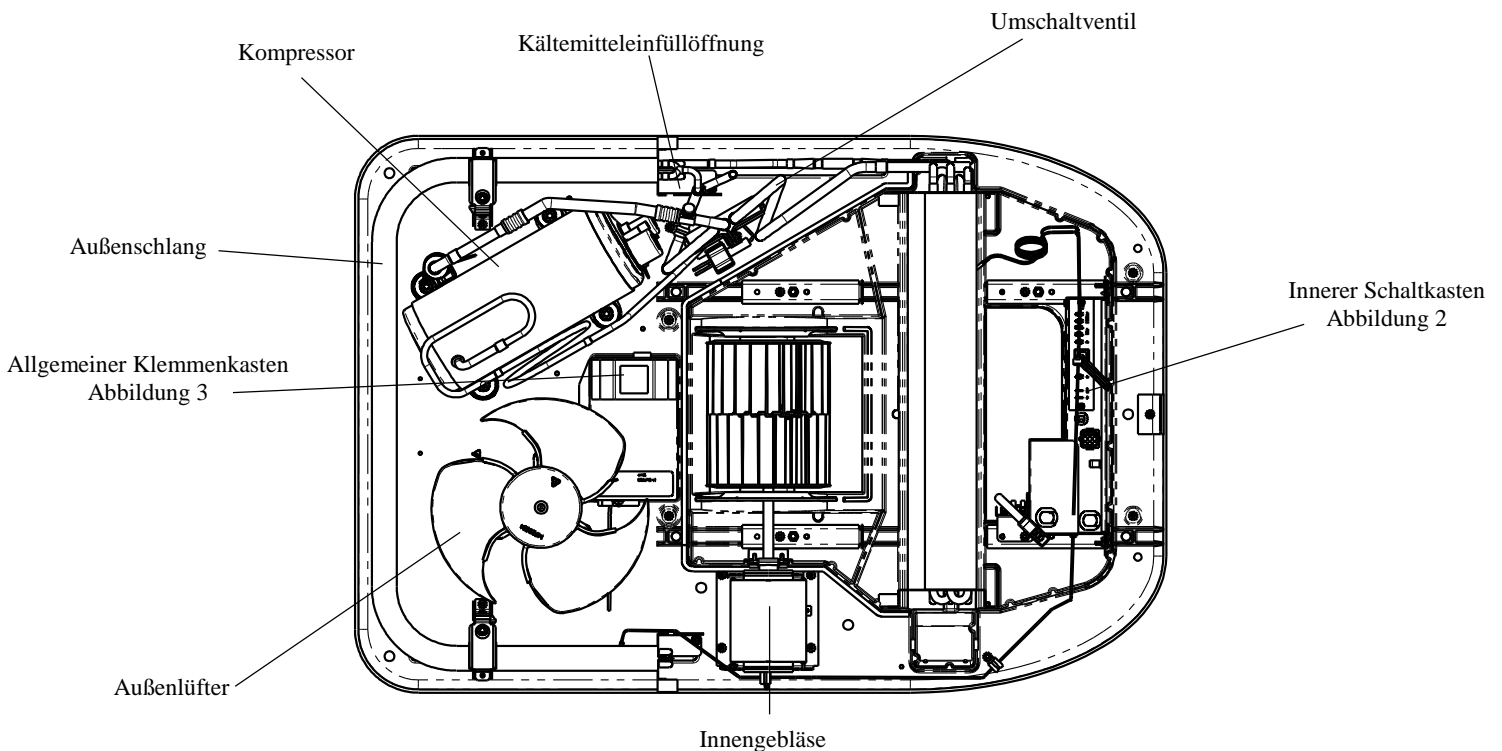 Umschaltventil
Kältemitteleinfüllöffnung
Kompressor
Außenschlang
Innerer Schaltkasten
Abbildung 2
Allgemeiner Klemmenkasten
Abbildung 3
Außenlüfter
Innengebläse